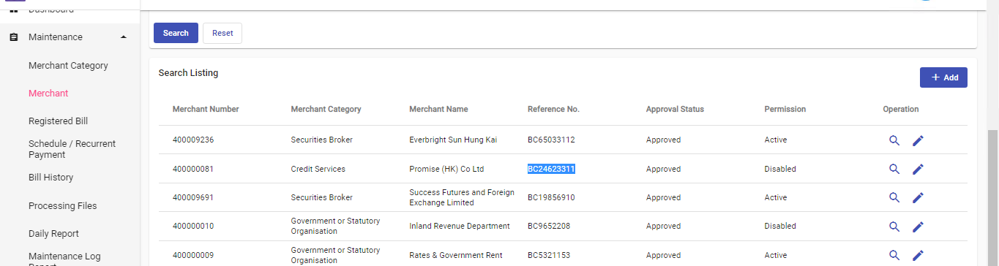 Dashboard
Maintenance
Merchant Category
Merchant
Registered Bill
Schedule / Recurrent
Payment
Bill History
Processing Files
Daily Report
Maintenance Log
Report
Search Reset
Search Listing
Add
Merchant Number Merchant Category Merchant Name Reference No. Approval Status Permission Operation
400009236 Securities Broker Everbright Sun Hung Kai BC65033112 Approved Active
400000081 Credit Services Promise (HK) Co Ltd BC24623311 Approved Disabled
400009691 Securities Broker Success Futures and Foreign
Exchange Limited BC19856910 Approved Active
400000010 Government or Statutory
Organisation Inland Revenue Department BC9652208 Approved Disabled
400000009 Government or Statutory
Organisation Rates & Government Rent BC5321153 Approved Active